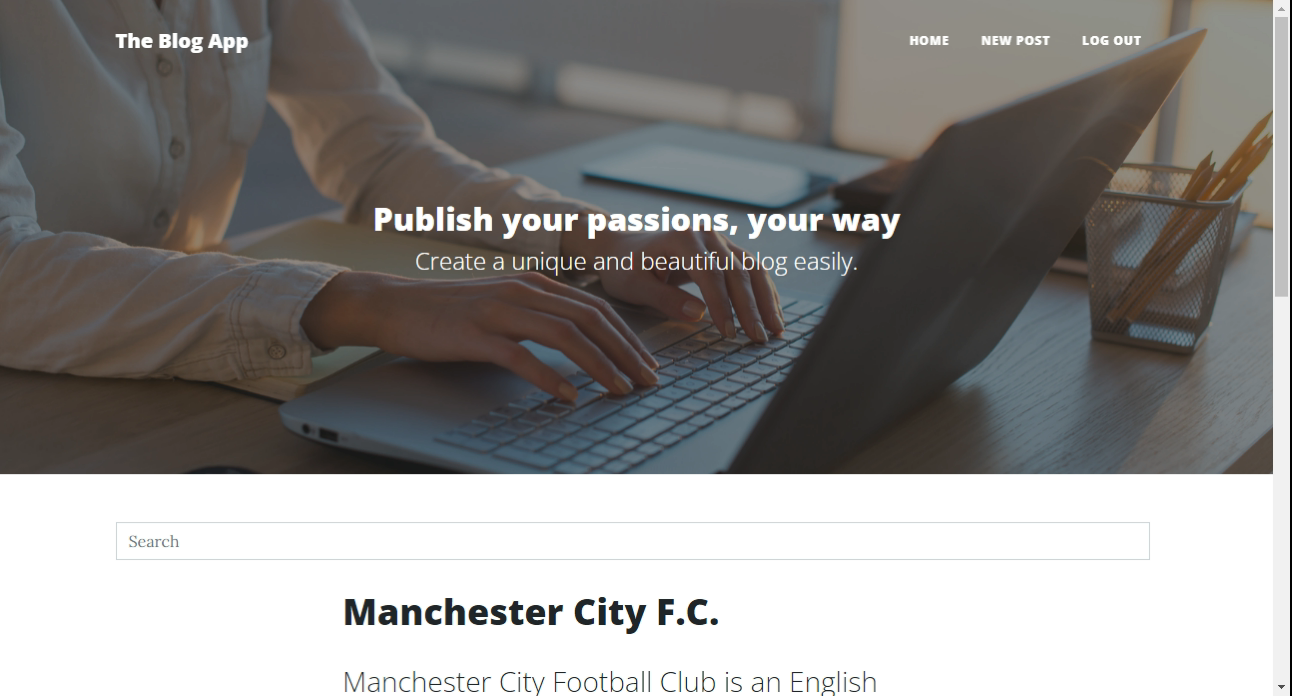 The Blog App
HOME NEW POST LOG OUT
Publish your passions, your way
Create a unique and beautiful blog easily.
Search
Manchester City F.C.
Manchester City Football Club is an English